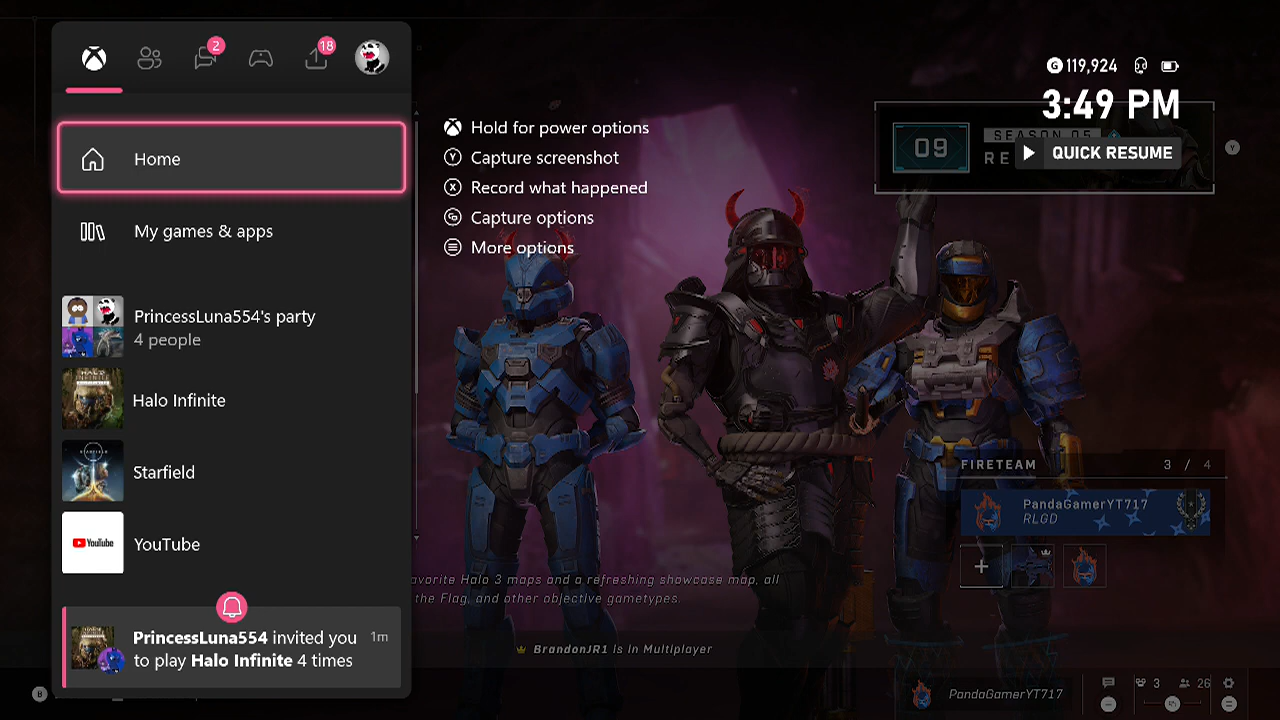 2
18
Home
My games & apps
PrincessLuna554's party
4 people
Halo Infinite
Starfield
YouTube
YouTube
PrincessLuna554 invited you
to play Halo Infinite 4 times
1m
Hold for power options
Y Capture screenshot
X Record what happened
Capture options
More options
G 119,924
3:49 PM
SEASON 05
09
RE
QUICK RESUME
Y
FIRETEAM 3 / 4
PandaGamerYT717
RLGD
+
avorite Halo 3 maps and a refreshing showcase map, all
the Flag, and other objective gametypes.
BrandonJR1 is in Multiplayer
B
PandaGamerYT717
3
26